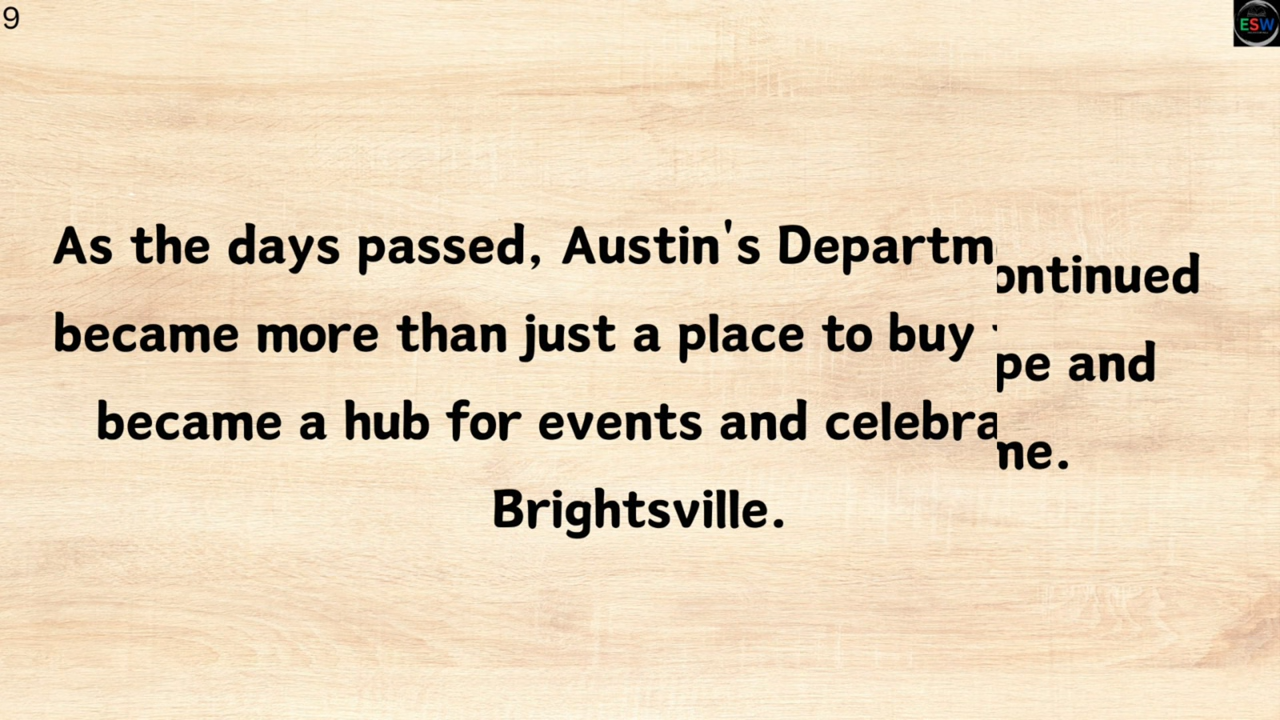 9
ESW
As the days passed, Austin's Departm
ontinued
became more than just a place to buy
pe and
became a hub for events and celebra
me.
Brightsville.